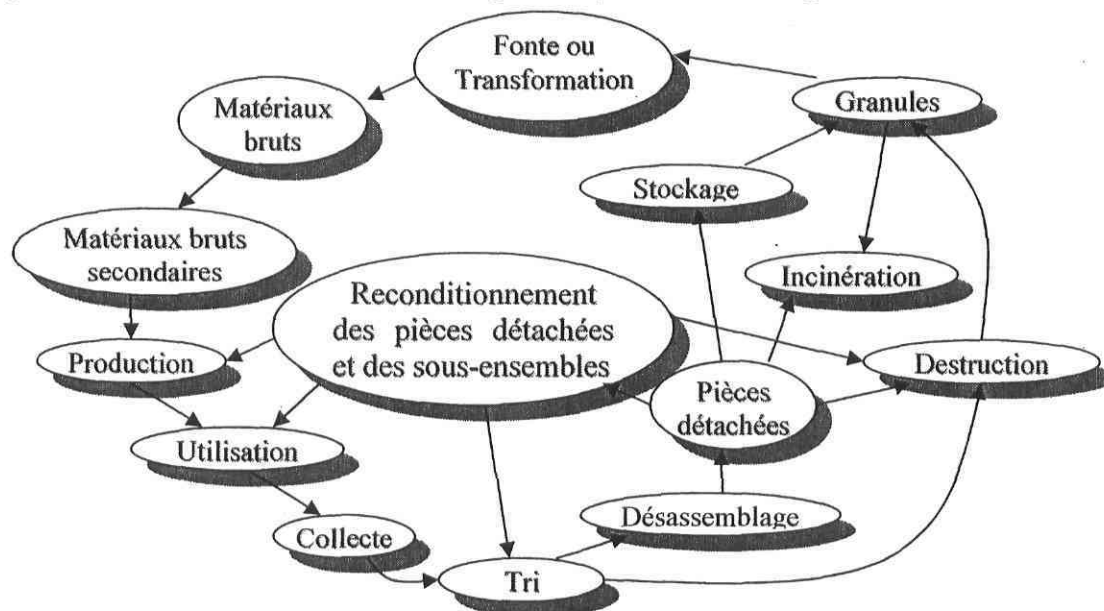 Fonte ou
Transformation
Granules
Matériaux
bruts
Stockage
Matériaux bruts
secondaires
Incinération
Reconditionnement
des pièces détachées
et des sous-ensembles
Production
Destruction
Pièces
détachées
Utilisation
Désassemblage
Collecte
Tri